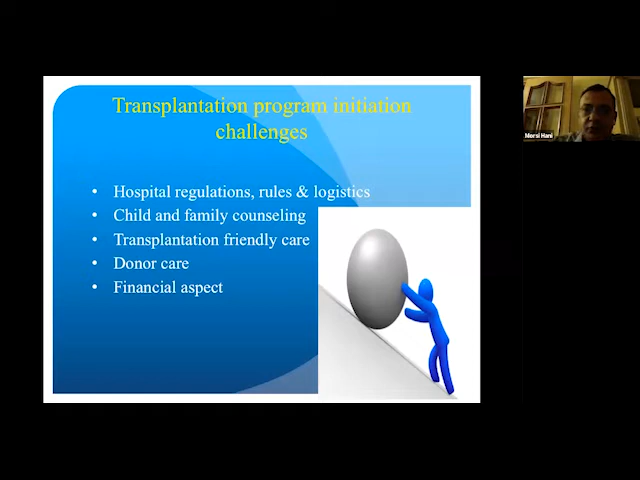 Transplantation program initiation
challenges
• Hospital regulations, rules & logistics
• Child and family counseling
• Transplantation friendly care
• Donor care
• Financial aspect
Morsi Hani